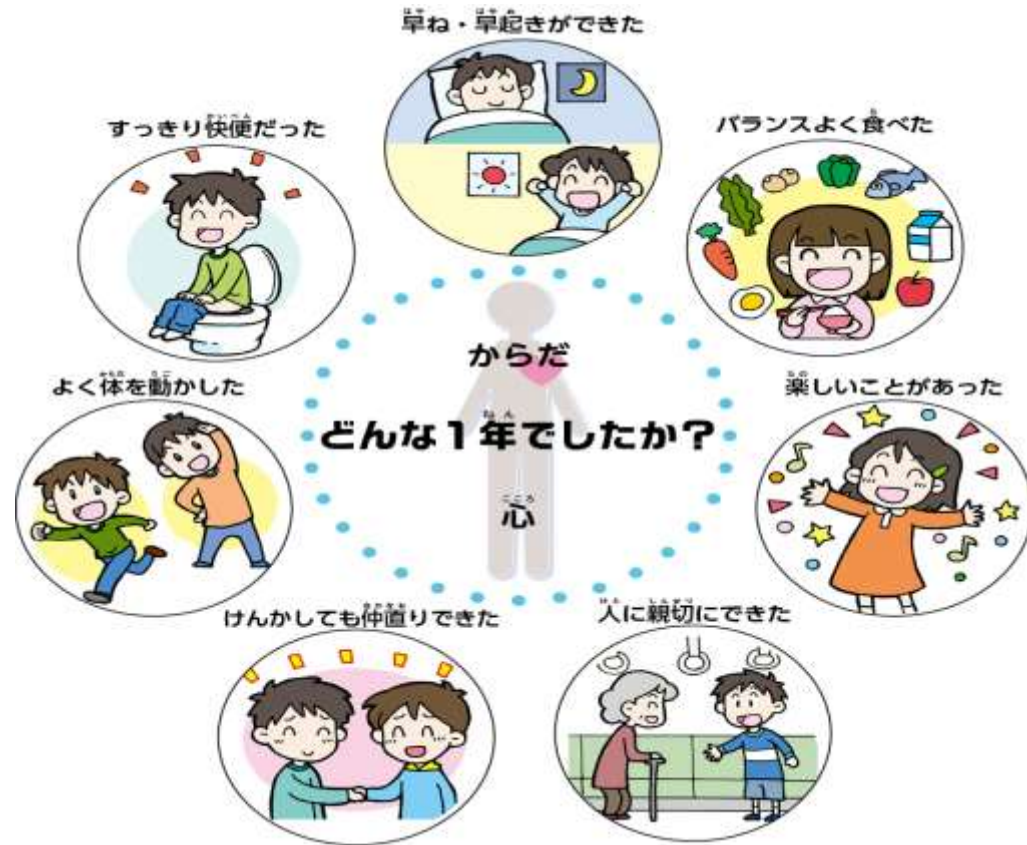 早ね・早起きができた
すっきり快便だった
バランスよく食べた
からだ
よく体を動かした
楽しいことがあった
どんな1年でしたか?
心
けんかしても仲直りできた
人に親切にできた